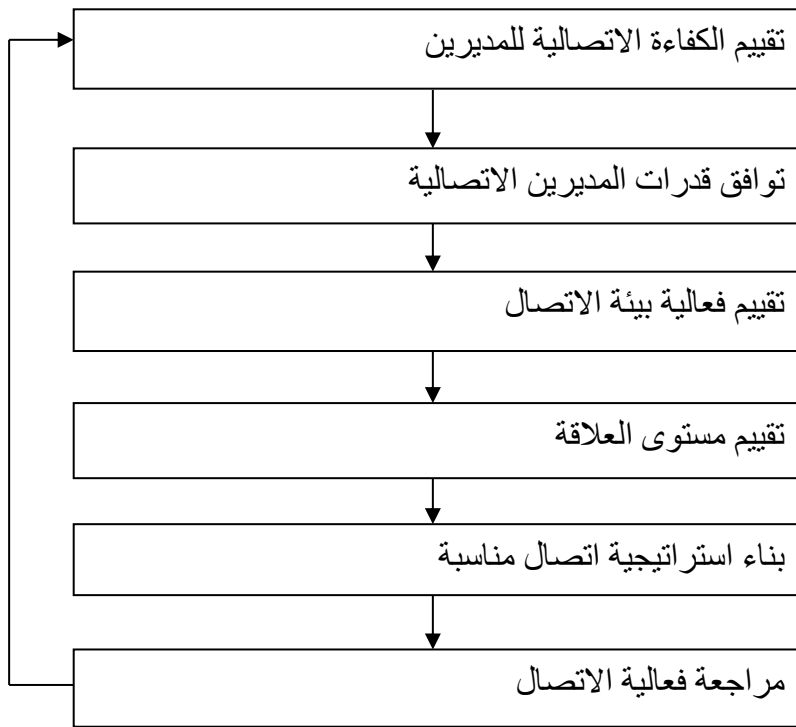 تقييم الكفاءة الاتصالية للمديرين
توافق قدرات المديرين الاتصالية
تقييم فعالية بيئة الاتصال
تقييم مستوى العلاقة
بناء استراتيجية اتصال مناسبة
مراجعة فعالية الاتصال